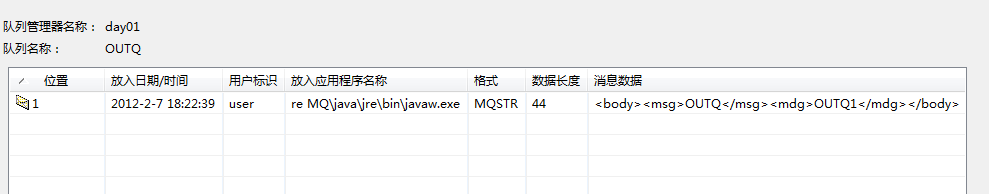 队列管理器名称： day01
队列名称： OUTQ
位置 放入日期/时间 用户标识 放入应用程序名称 格式 数据长度 消息数据
1 2012-2-7 18:22:39 user re MQ\java\jre\bin\javaw.exe MQSTR 44 <body><msg>OUTQ</msg><mdg>OUTQ1</mdg></body>